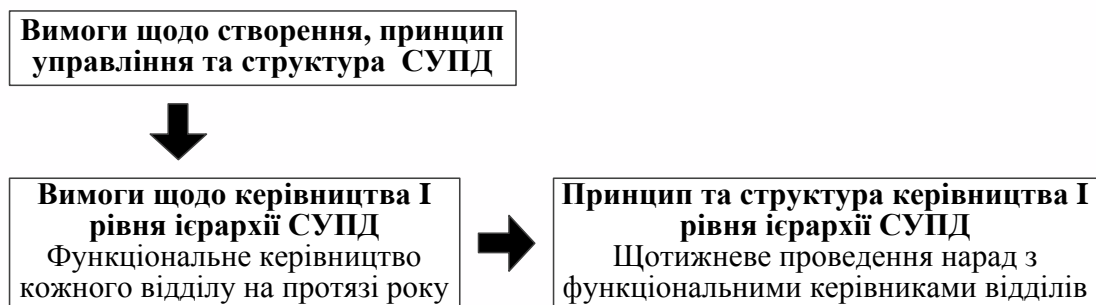 Вимоги щодо створення, принцип
управління та структура СУПД
Вимоги щодо керівництва І
рівня ієрархії СУПД
Функціональне керівництво
кожного відділу на протязі року
Принцип та структура керівництва І
рівня ієрархії СУПД
Щотижневе проведення нарад з
функціональними керівниками відділів